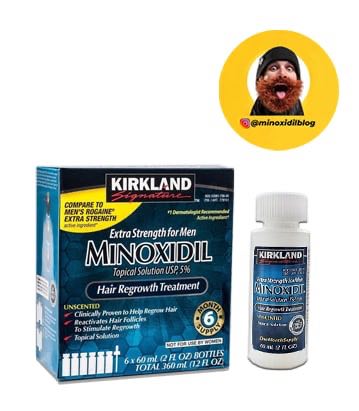 @minoxidilblog
KIRKLAND
Signature
COMPARE TO
MEN'S ROGAINE®
EXTRA STRENGTH
active ingredient*
*1 Dermatologist Recommended
Active Ingredient*
Extra Strength for Men
MINOXIDIL
Topical Solution USP, 5%
Hair Regrowth Treatment
UNSCENTED
Clinically Proven to Help Regrow Hair
Reactivates Hair Follicles
To Stimulate Regrowth
Topical Solution
6
MONTH
SUPPLY
NOT FOR USE BY WOMEN
6 x 60 mL (2 FL OZ) BOTTLES
TOTAL 360 mL (12 FL OZ)
KIRKLAND
Signature
Extra Strength for Men
MINOXIDIL
Hair Regrowth Treatment
UNSCENTED
One Month Supply
60 mL (2 FL OZ)